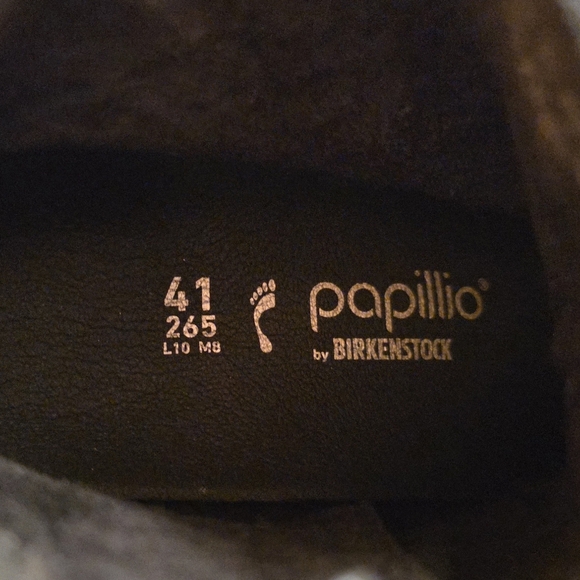 41
265
L10 M8
papillio®
by BIRKENSTOCK